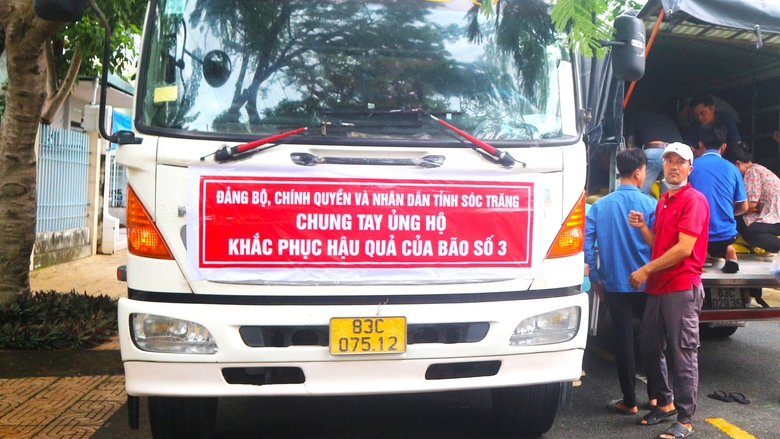 ĐẢNG BỘ, CHÍNH QUYỀN VÀ NHÂN DÂN TỈNH SÓC TRĂNG
CHUNG TAY ỦNG HỘ
KHẮC PHỤC HẬU QUẢ CỦA BÃO SỐ 3
83C
075.12
83C